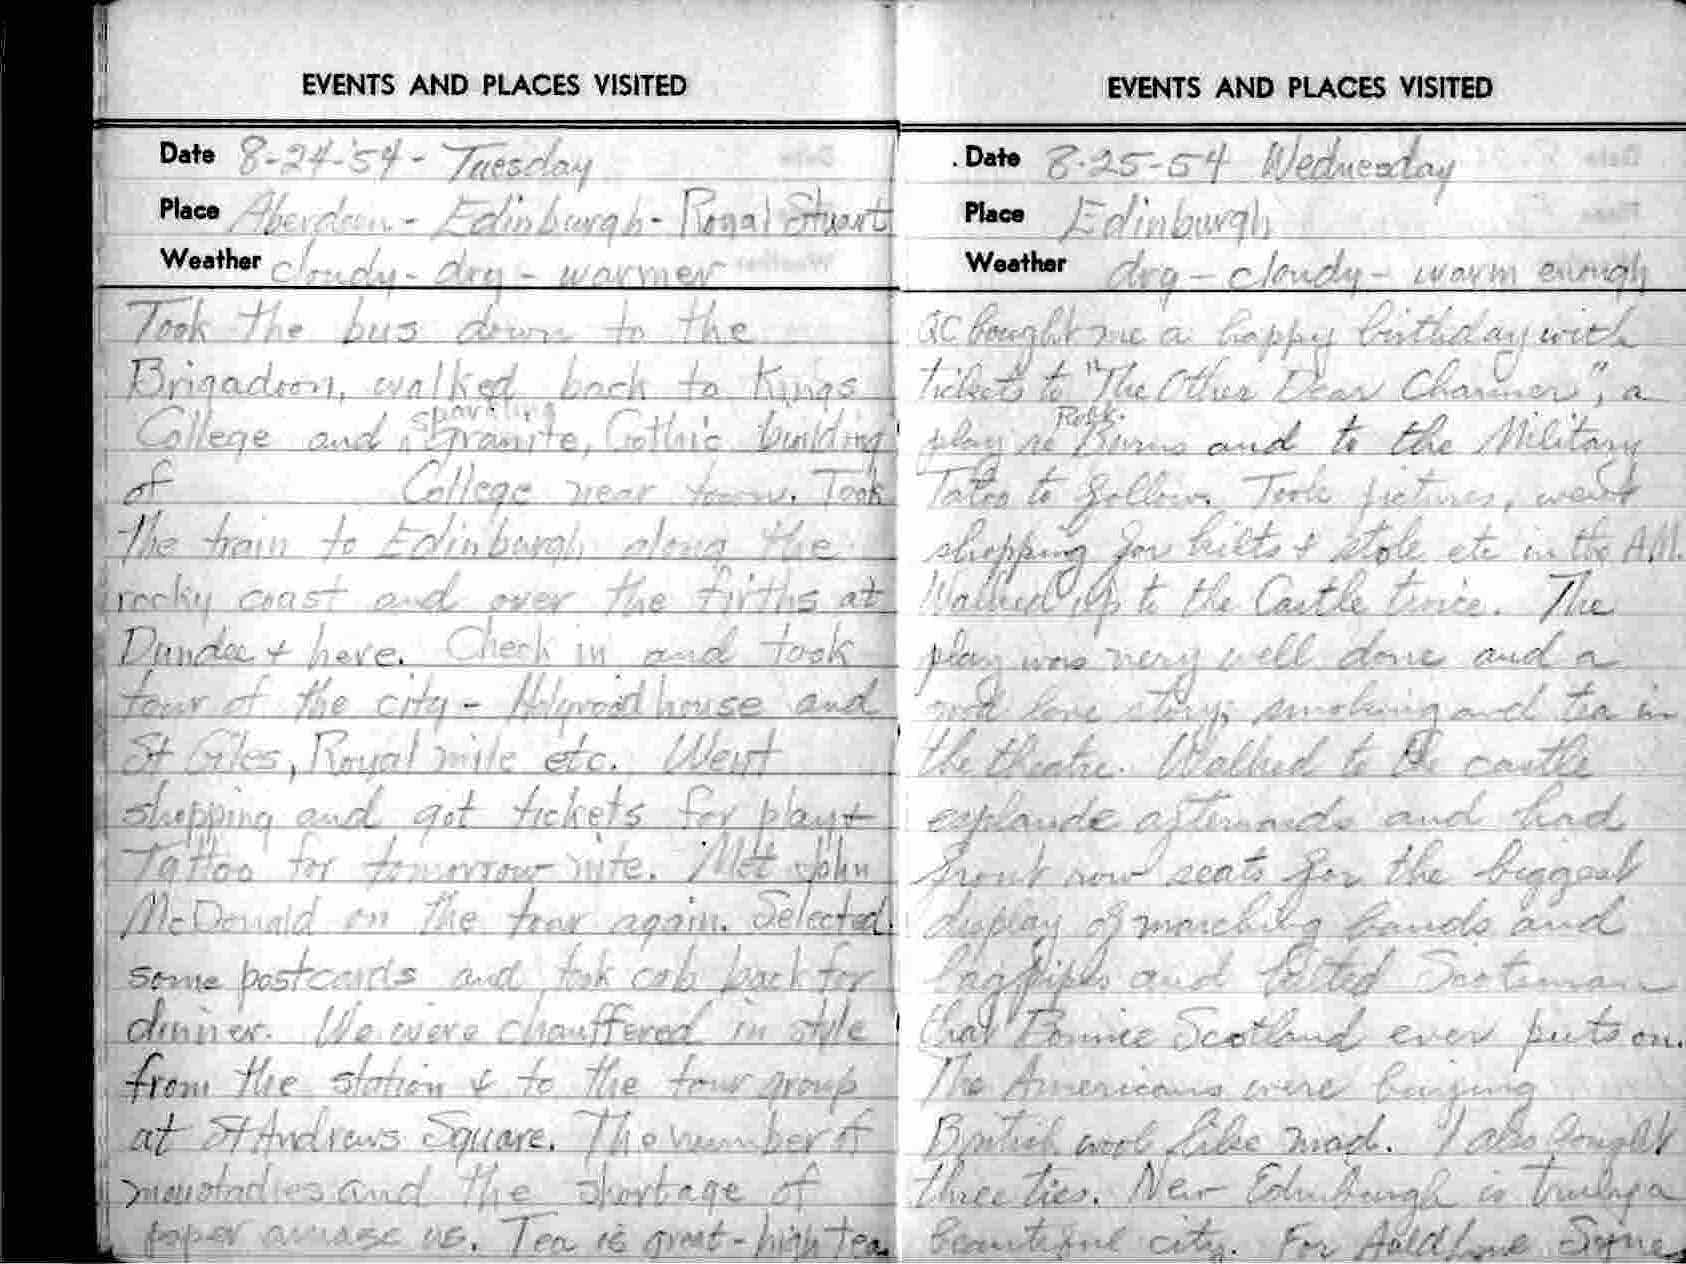 EVENTS AND PLACES VISITED
Date 8-24-'54 - Tuesday
Place Aberdeen - Edinburgh - Royal Stuart
Weather cloudy - dry - warmer
Took the bus down to the
Brigadoon, walked back to Kings
College and sparkling Granite, Gothic building
of College near town. Took
the train to Edinburgh along the
rocky coast and over the firths at
Dundee + here. Check in and took
tour of the city - Holyrood house and
St Giles, Royal mile etc. Went
shopping and got tickets for play +
Tattoo for tomorrow nite. Met John
McDonald on the tour again. Selected
some postcards and took cab back for
dinner. We were chauffered in style
from the station & to the tour group
at St Andrews Square. The number of
moustaches and the shortage of
paper amase us. Tea is great - high tea
EVENTS AND PLACES VISITED
Date 8-25-54 Wednesday
Place Edinburgh
Weather dry - cloudy - warm enough
bought me a happy birthday with
tickets to "The Other Dear Charmer", a
play re Robt. Burns and to the Military
Tatoo to follow. Took pictures, went
shopping for kilts + stole etc in the A.M.
Walked up to the Castle twice. The
play was very well done and a
good love story; smoking and tea in
the theatre. Walked to the castle
afterwards and had
front row seats for the biggest
display of marching bands and
bagpipes and kilted Scotsman
that Bonnie Scotland ever puts on.
The Americans were buying
British wool like mad. I also bought
three ties. New Edinburgh is truly a
beautiful city. For Auld Lang Syne